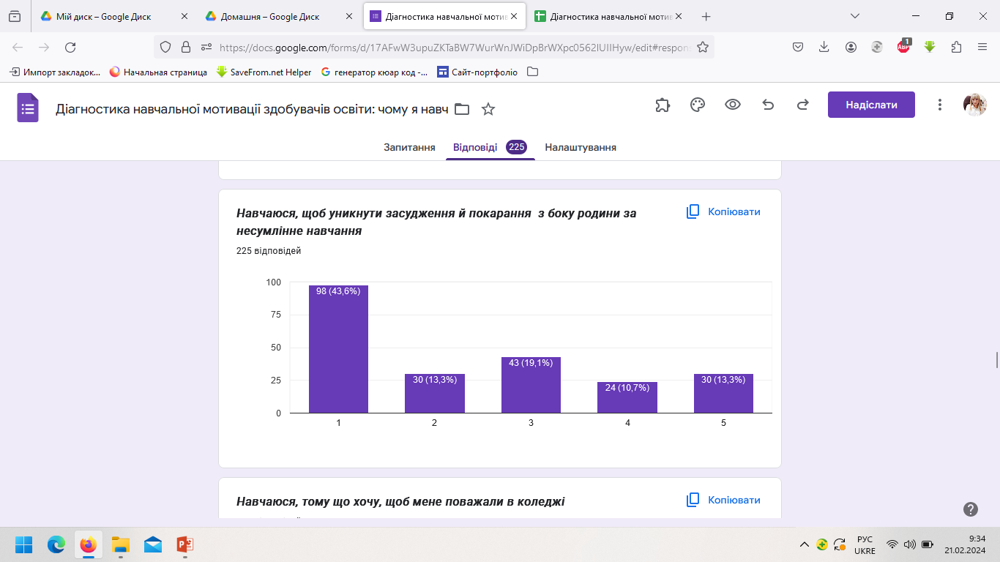 Мій диск – Google Диск
Домашня – Google Диск
Діагностика навчальної мотив
Діагностика навчальної мотив
https://docs.google.com/forms/d/17AFwW3upuZKTaBW7WurWnJWiDpBrWXpc0562lUIIHyw/edit#respon
1
ABP
Импорт закладок...
Начальная страница
SaveFrom.net Helper
генератор кюар код -...
Сайт-портфоліо
Діагностика навчальної мотивації здобувачів освіти: чому я навч
Надіслати
Запитання
Відповіді 225
Налаштування
Навчаюся, щоб уникнути засудження й покарання з боку родини за
несумлінне навчання
Копіювати
225 відповідей
100
75
50
25
0
98 (43,6%)
30 (13,3%)
43 (19,1%)
24 (10,7%)
30 (13,3%)
1
2
3
4
5
Навчаюся, тому що хочу, щоб мене поважали в коледжі
Копіювати
РУС
UKRE
9:34
21.02.2024